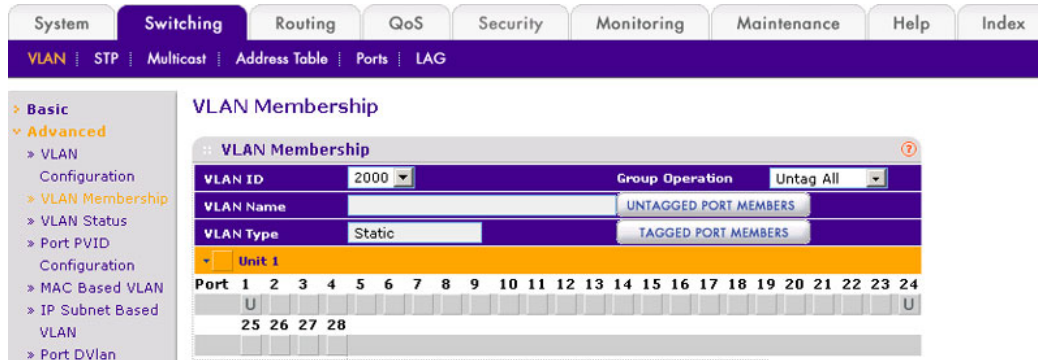 System Switching Routing QoS Security Monitoring Maintenance Help Index
VLAN STP Multicast Address Table Ports LAG
Basic
Advanced
» VLAN
Configuration
» VLAN Membership
» VLAN Status
» Port PVID
Configuration
» MAC Based VLAN
» IP Subnet Based
VLAN
» Port DVlan
VLAN Membership
VLAN Membership ?
VLAN ID 2000 Group Operation Untag All
VLAN Name UNTAGGED PORT MEMBERS
VLAN Type Static TAGGED PORT MEMBERS
Unit 1
Port 1 2 3 4 5 6 7 8 9 10 11 12 13 14 15 16 17 18 19 20 21 22 23 24
U U
25 26 27 28